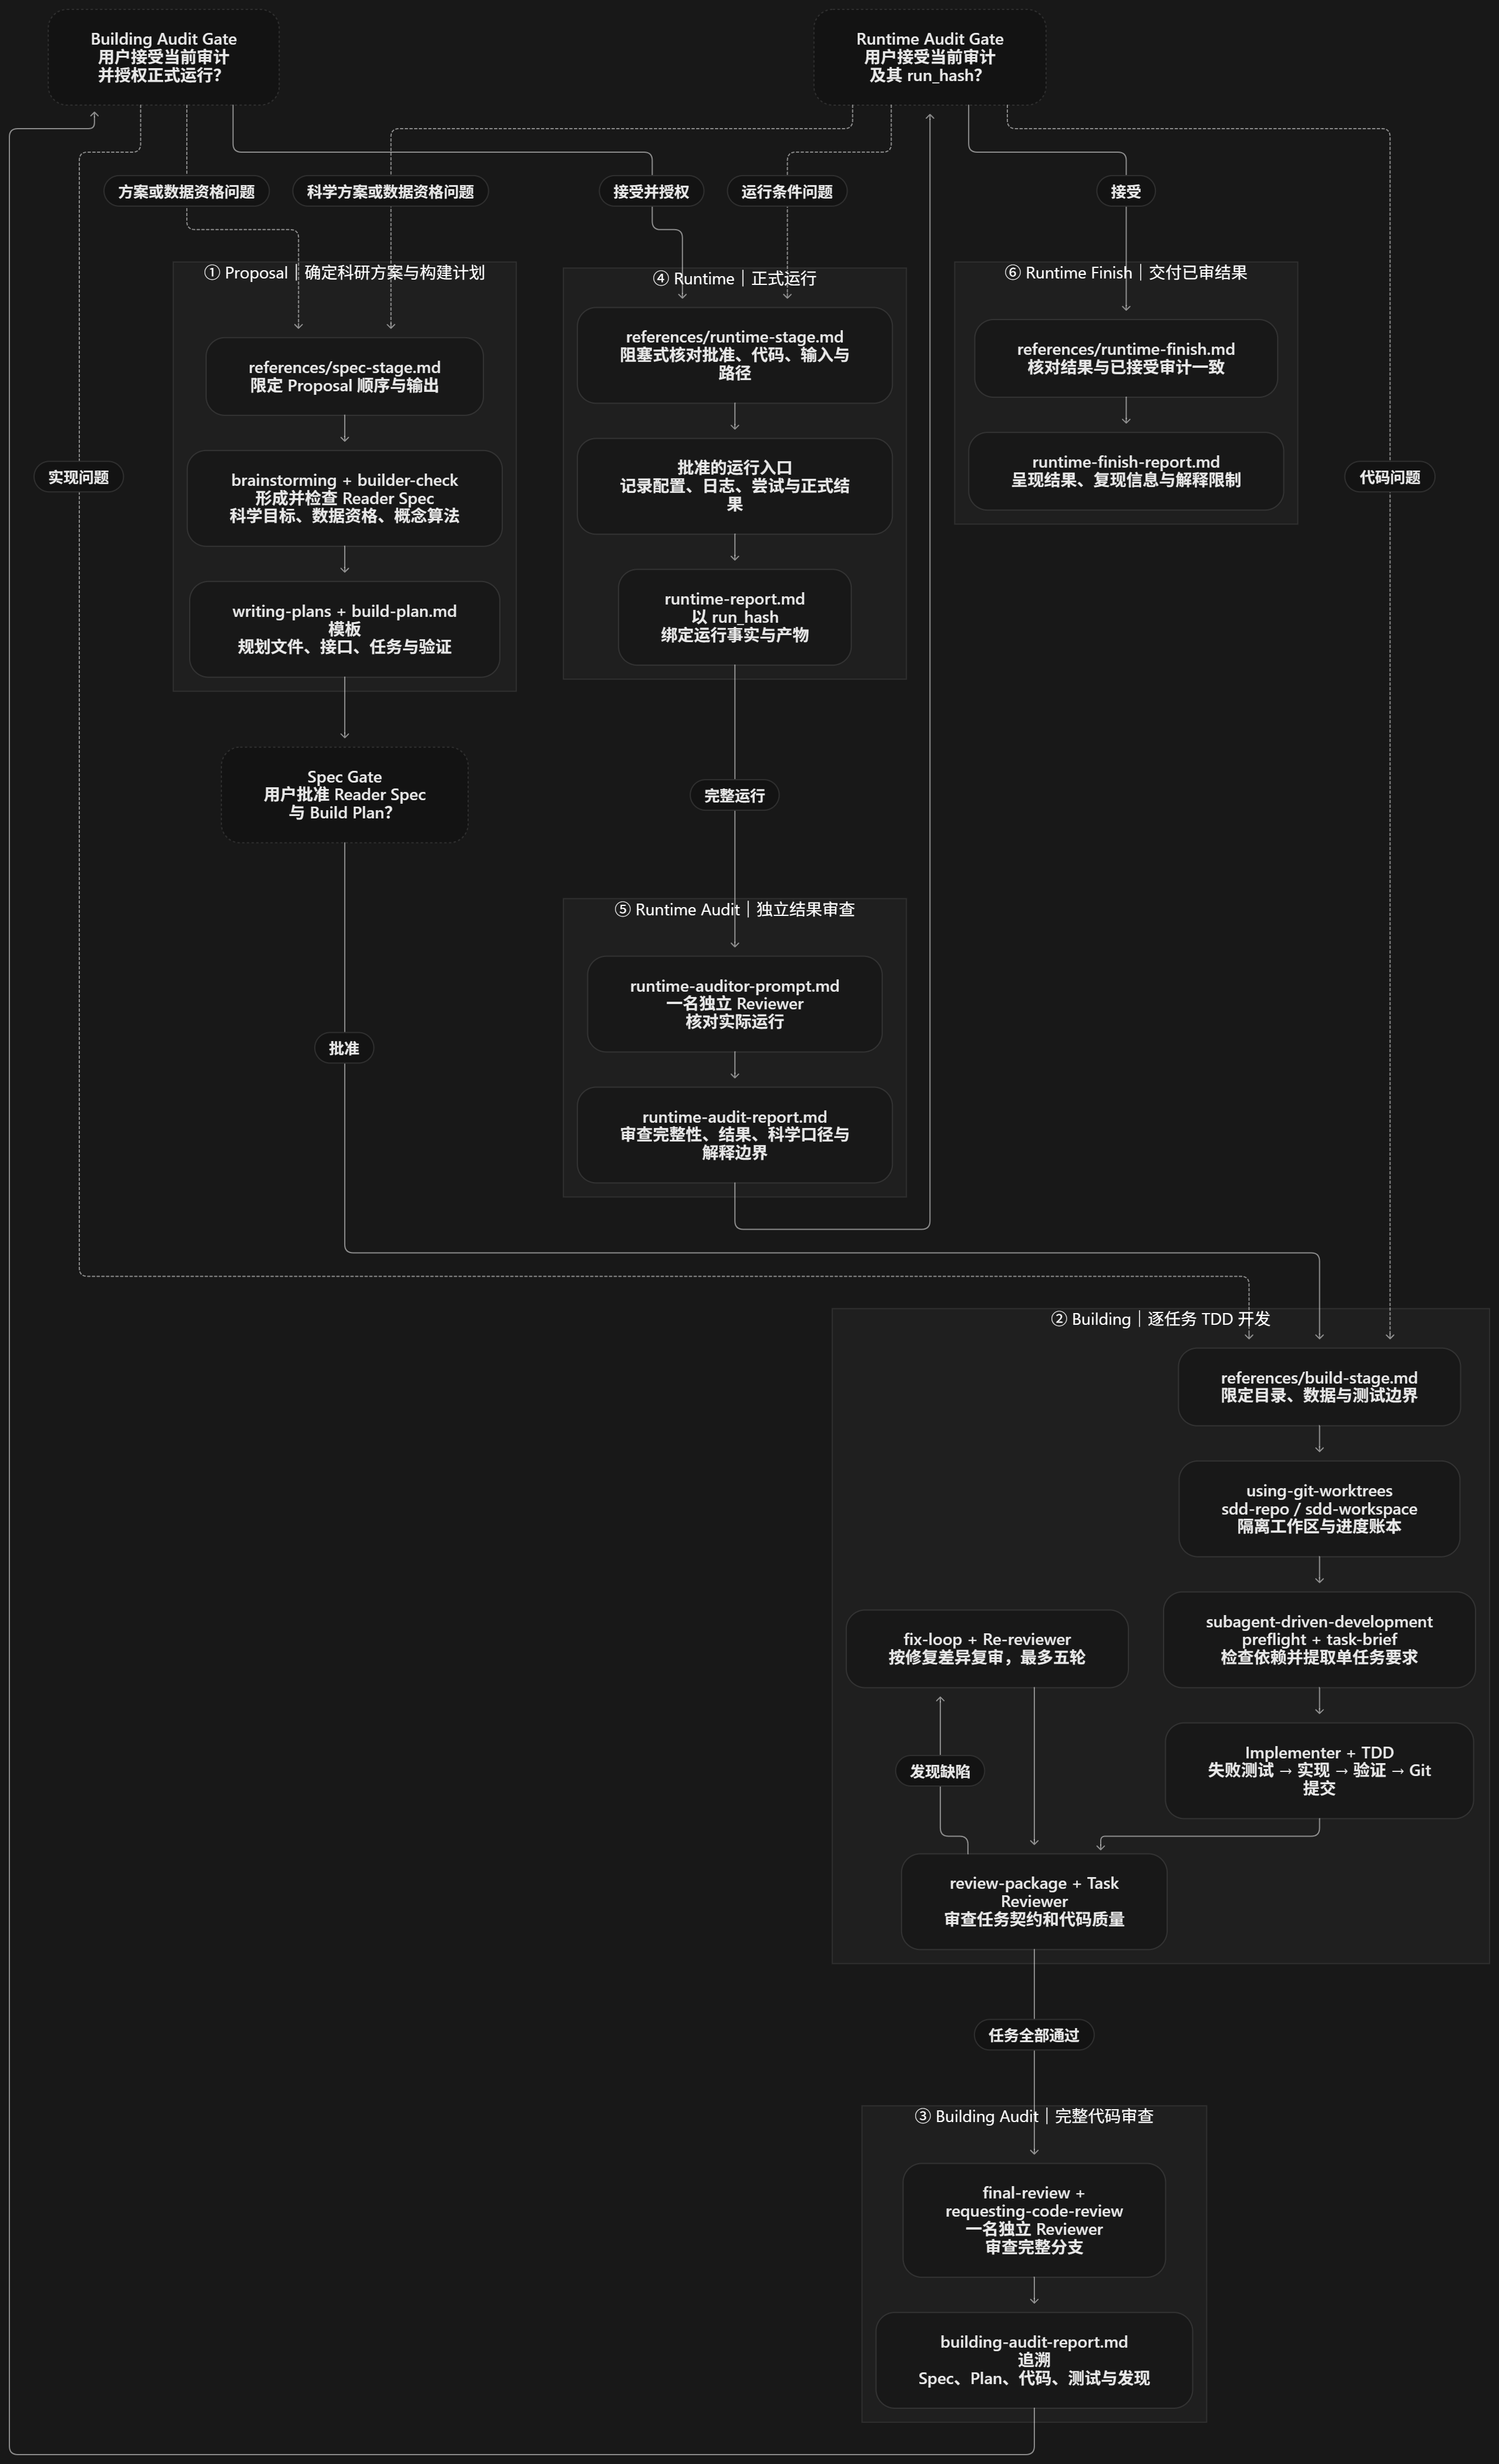 Building Audit Gate
用户接受当前审计
并授权正式运行？
Runtime Audit Gate
用户接受当前审计
及其 run_hash？
方案或数据资格问题
科学方案或数据资格问题
接受并授权
运行条件问题
接受
① Proposal｜确定科研方案与构建计划
references/spec-stage.md
限定 Proposal 顺序与输出
brainstorming + builder-check
形成并检查 Reader Spec
科学目标、数据资格、概念算法
writing-plans + build-plan.md
模板
规划文件、接口、任务与验证
④ Runtime｜正式运行
references/runtime-stage.md
阻塞式核对批准、代码、输入与
路径
批准的运行入口
记录配置、日志、尝试与正式结
果
runtime-report.md
以 run_hash
绑定运行事实与产物
⑥ Runtime Finish｜交付已审结果
references/runtime-finish.md
核对结果与已接受审计一致
runtime-finish-report.md
呈现结果、复现信息与解释限制
实现问题
代码问题
Spec Gate
用户批准 Reader Spec
与 Build Plan？
完整运行
⑤ Runtime Audit｜独立结果审查
runtime-auditor-prompt.md
一名独立 Reviewer
核对实际运行
runtime-audit-report.md
审查完整性、结果、科学口径与
解释边界
批准
② Building｜逐任务 TDD 开发
references/build-stage.md
限定目录、数据与测试边界
using-git-worktrees
sdd-repo / sdd-workspace
隔离工作区与进度账本
subagent-driven-development
preflight + task-brief
检查依赖并提取单任务要求
fix-loop + Re-reviewer
按修复差异复审，最多五轮
Implementer + TDD
失败测试 → 实现 → 验证 → Git
提交
发现缺陷
review-package + Task
Reviewer
审查任务契约和代码质量
任务全部通过
③ Building Audit｜完整代码审查
final-review +
requesting-code-review
一名独立 Reviewer
审查完整分支
building-audit-report.md
追溯
Spec、Plan、代码、测试与发现